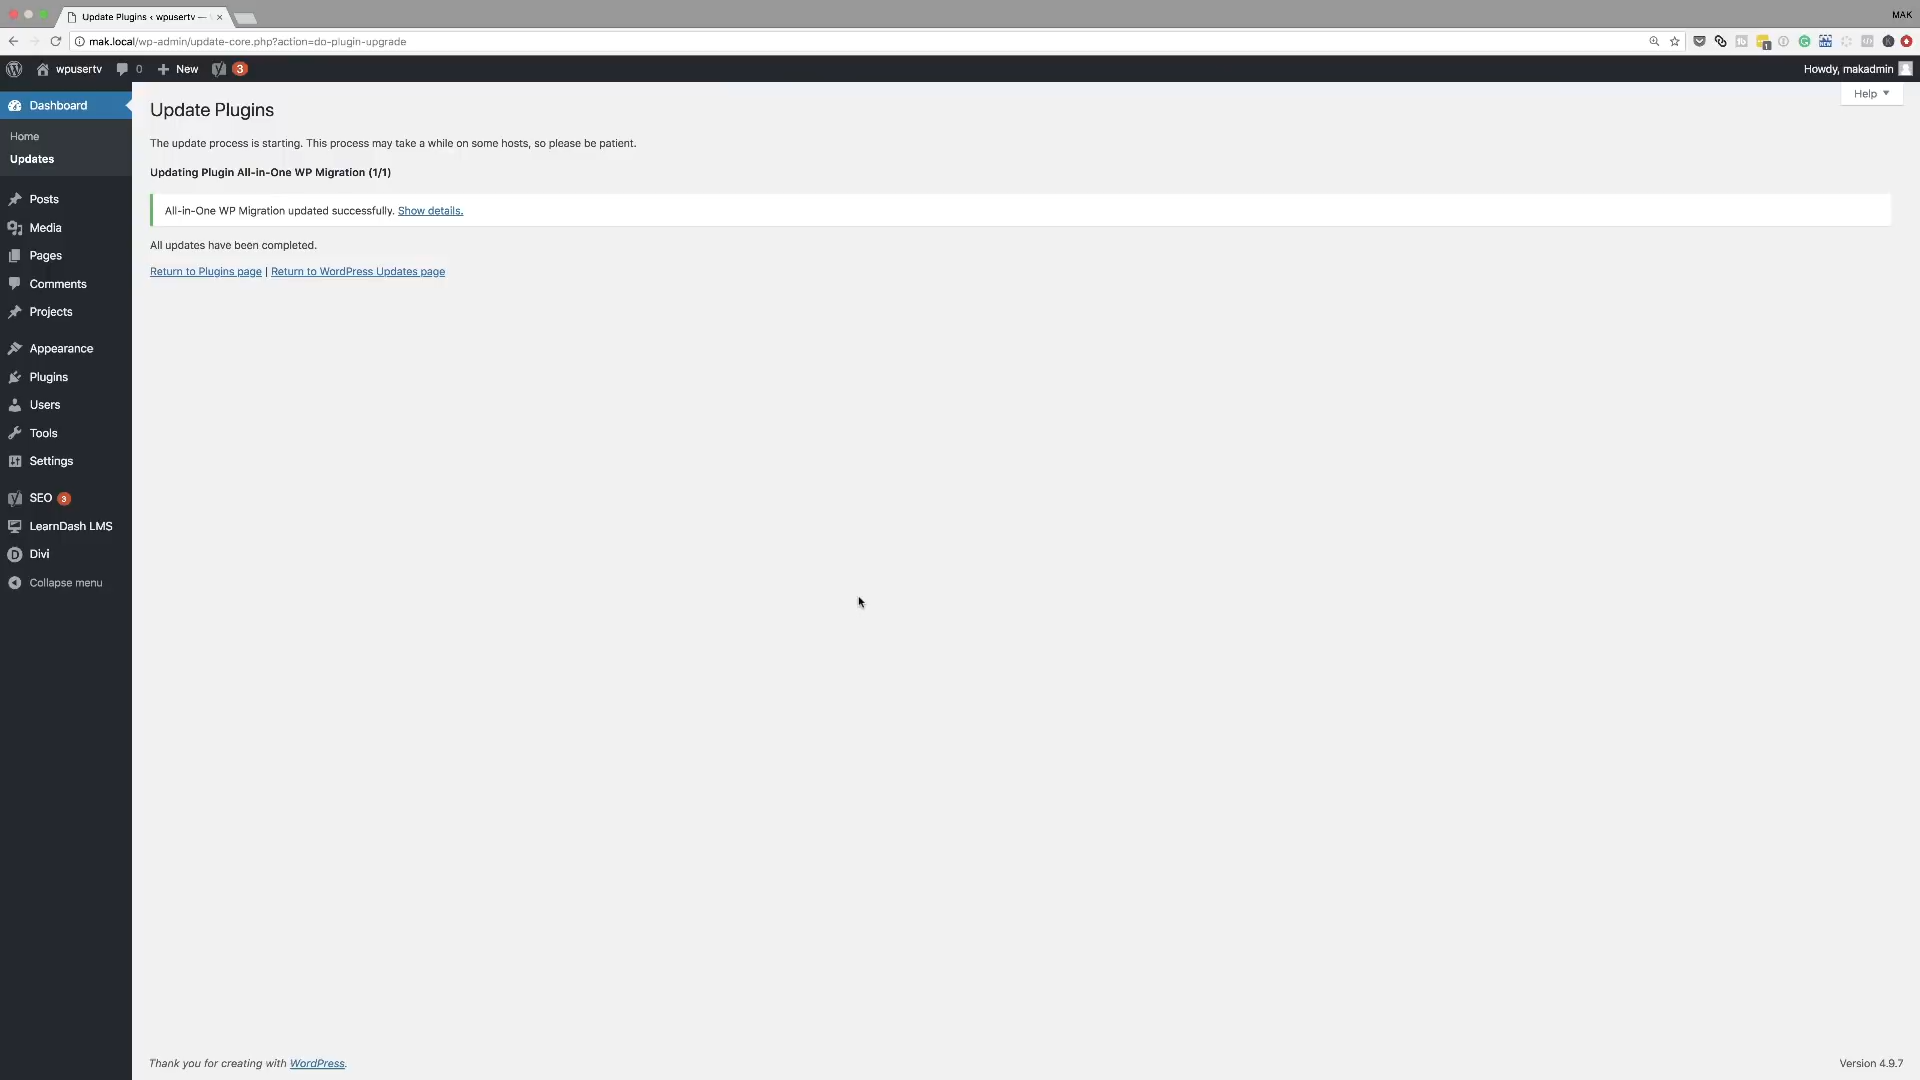 Update Plugins ‹ wpusertv —
MAK
mak.local/wp-admin/update-core.php?action=do-plugin-upgrade
wpusertv
0
New
3
Howdy, makadmin
Dashboard
Home
Updates
Posts
Media
Pages
Comments
Projects
Appearance
Plugins
Users
Tools
Settings
SEO 3
LearnDash LMS
Divi
Collapse menu
Help
Update Plugins
The update process is starting. This process may take a while on some hosts, so please be patient.
Updating Plugin All-in-One WP Migration (1/1)
All-in-One WP Migration updated successfully. Show details.
All updates have been completed.
Return to Plugins page | Return to WordPress Updates page
Thank you for creating with WordPress.
Version 4.9.7